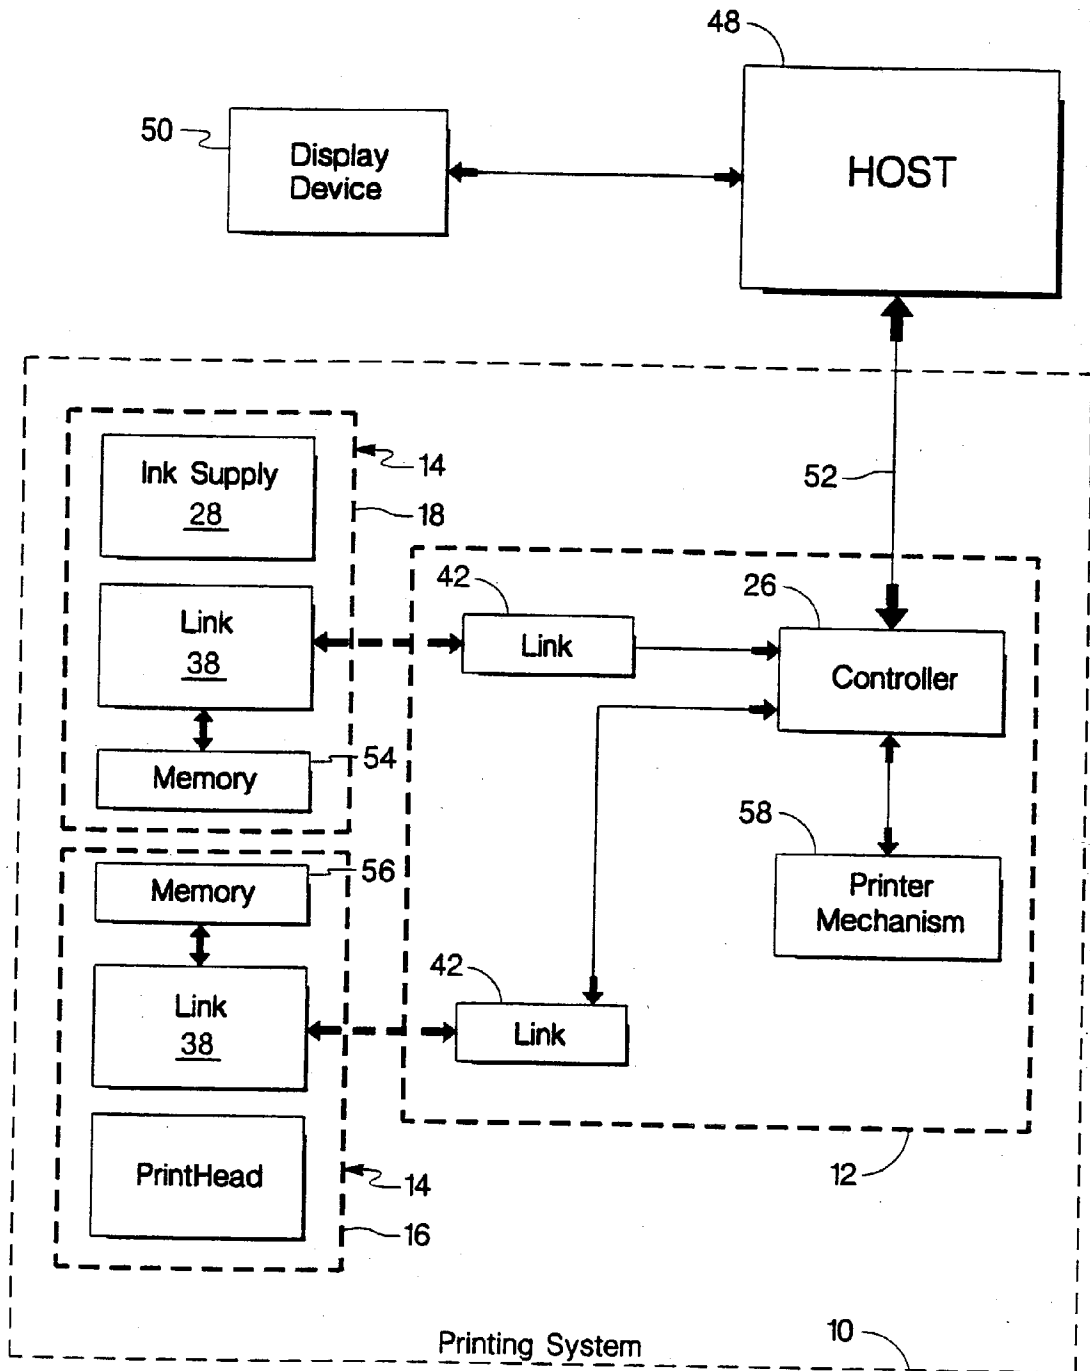 48
50
Display
Device
HOST
52
Ink Supply
28
14
18
Link
38
42
Link
26
Controller
54
Memory
58
Printer
Mechanism
56
Memory
42
Link
Link
38
PrintHead
14
16
12
Printing System
10